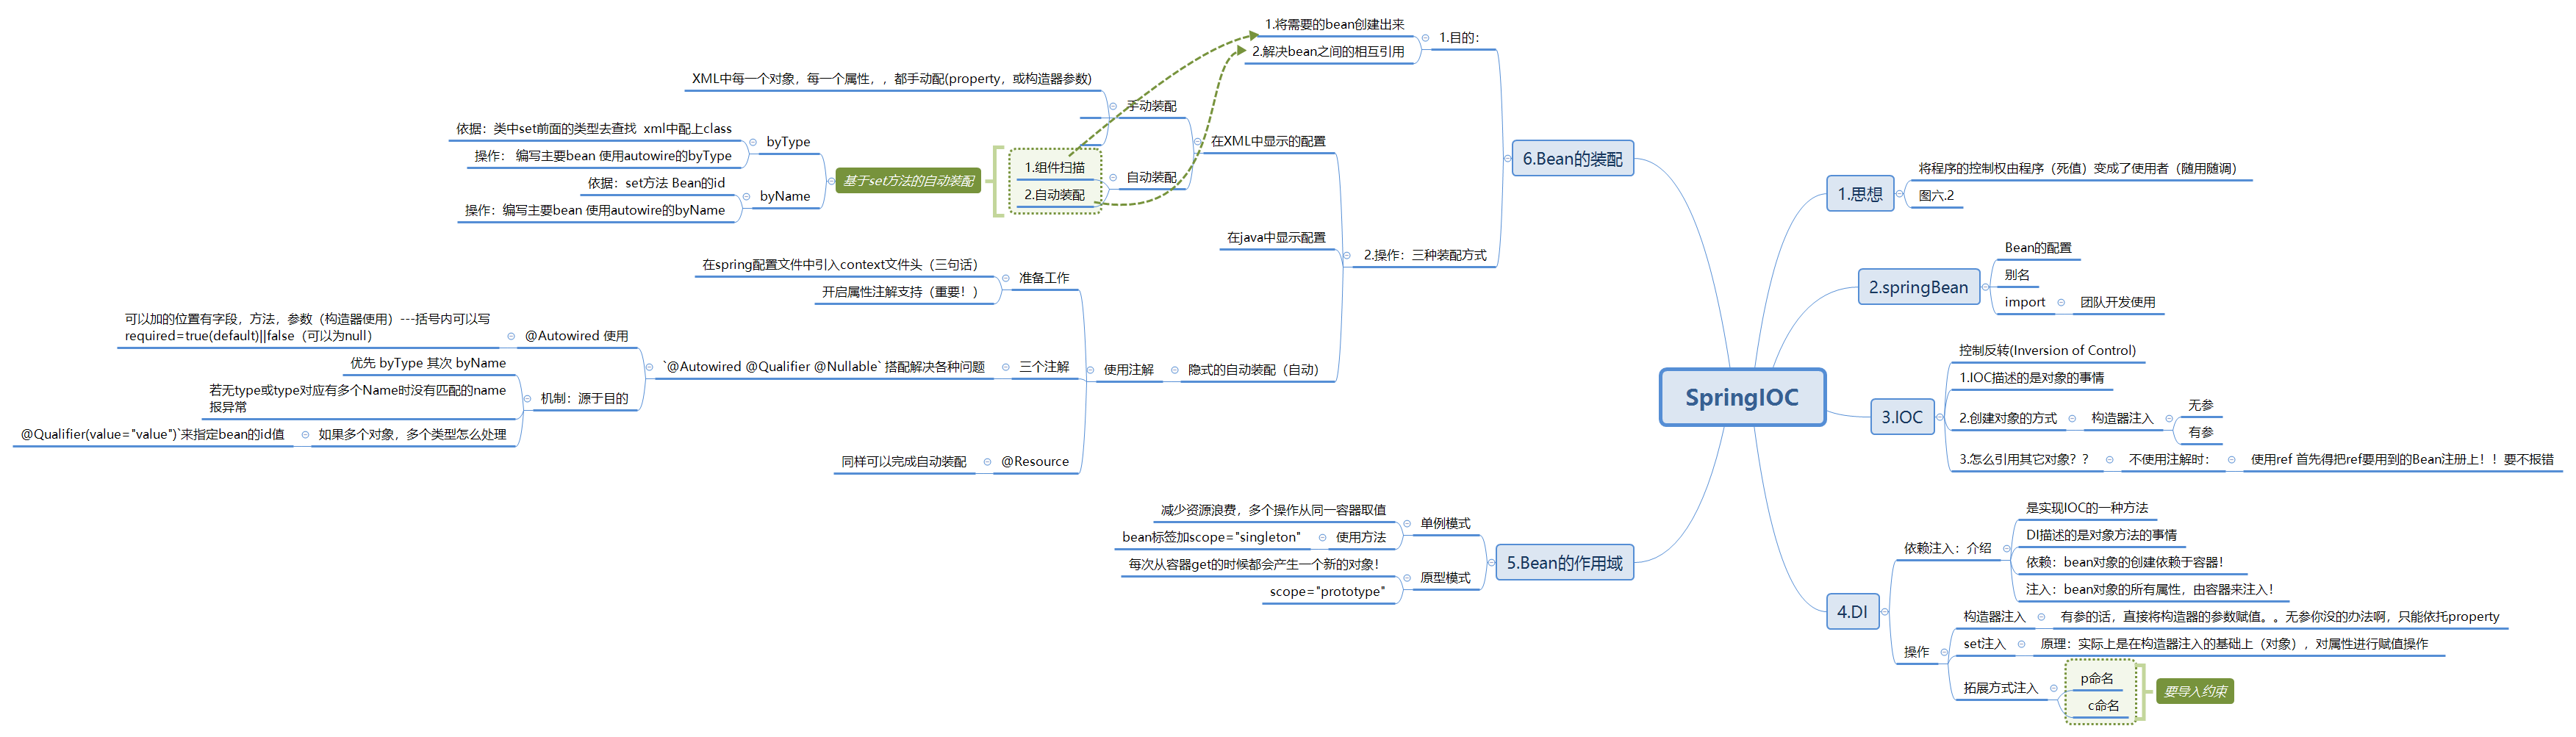 SpringIOC
1.思想
将程序的控制权由程序（死值）变成了使用者（随用随调）
图六.2
2.springBean
Bean的配置
别名
import
团队开发使用
3.IOC
控制反转(Inversion of Control)
1.IOC描述的是对象的事情
2.创建对象的方式
构造器注入
无参
有参
3.怎么引用其它对象？？
不使用注解时：
使用ref 首先得把ref要用到的Bean注册上！！要不报错
4.DI
依赖注入：介绍
是实现IOC的一种方法
DI描述的是对象方法的事情
依赖：bean对象的创建依赖于容器！
注入：bean对象的所有属性，由容器来注入！
操作
构造器注入
有参的话，直接将构造器的参数赋值。。无参你没的办法啊，只能依托property
set注入
原理：实际上是在构造器注入的基础上（对象），对属性进行赋值操作
拓展方式注入
p命名
c命名
要导入约束
5.Bean的作用域
单例模式
减少资源浪费，多个操作从同一容器取值
使用方法
bean标签加scope="singleton"
原型模式
每次从容器get的时候都会产生一个新的对象！
scope="prototype"
6.Bean的装配
1.目的：
1.将需要的bean创建出来
2.解决bean之间的相互引用
2.操作：三种装配方式
在XML中显示的配置
手动装配
XML中每一个对象，每一个属性，，都手动配(property，或构造器参数)
自动装配
1.组件扫描
2.自动装配
基于set方法的自动装配
byType
依据：类中set前面的类型去查找 xml中配上class
操作： 编写主要bean 使用autowire的byType
byName
依据：set方法 Bean的id
操作：编写主要bean 使用autowire的byName
在java中显示配置
隐式的自动装配（自动）
使用注解
准备工作
在spring配置文件中引入context文件头（三句话）
开启属性注解支持（重要！）
三个注解
`@Autowired @Qualifier @Nullable` 搭配解决各种问题
@Autowired 使用
可以加的位置有字段，方法，参数（构造器使用）---括号内可以写
required=true(default)||false（可以为null）
机制：源于目的
优先 byType 其次 byName
若无type或type对应有多个Name时没有匹配的name
报异常
如果多个对象，多个类型怎么处理
@Qualifier(value="value")`来指定bean的id值
@Resource
同样可以完成自动装配